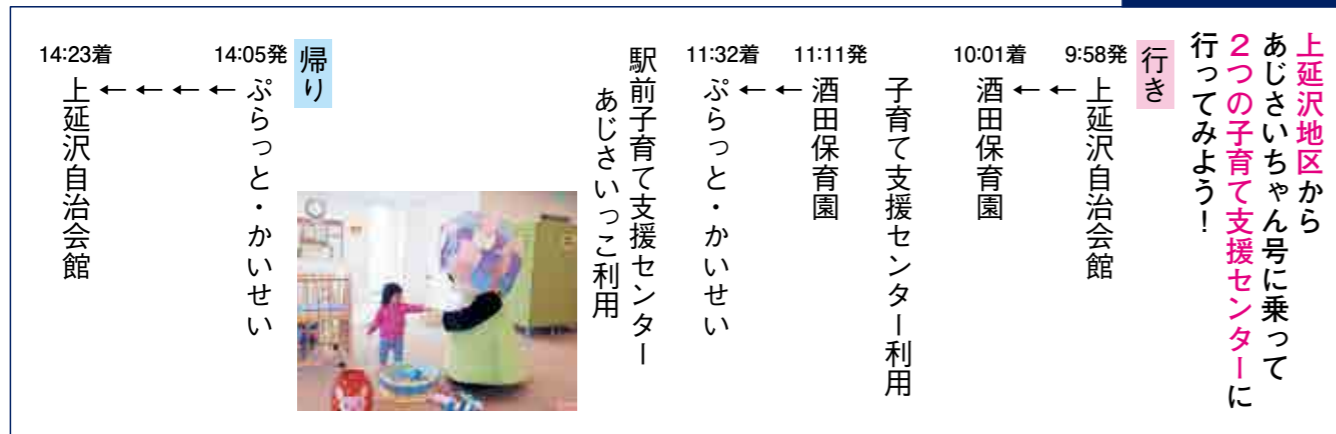 上延沢地区から
あじさいちゃん号に乗って
2つの子育て支援センターに
行ってみよう!
行き
9:58発
上延沢自治会館
←←
10:01着
酒田保育園
子育て支援センター利用
11:11発
酒田保育園
←←
11:32着
ぷらっと・かいせい
駅前子育て支援センター
あじさいっこ利用
帰り
14:05発
ぷらっと・かいせい
←←←←
14:23着
上延沢自治会館